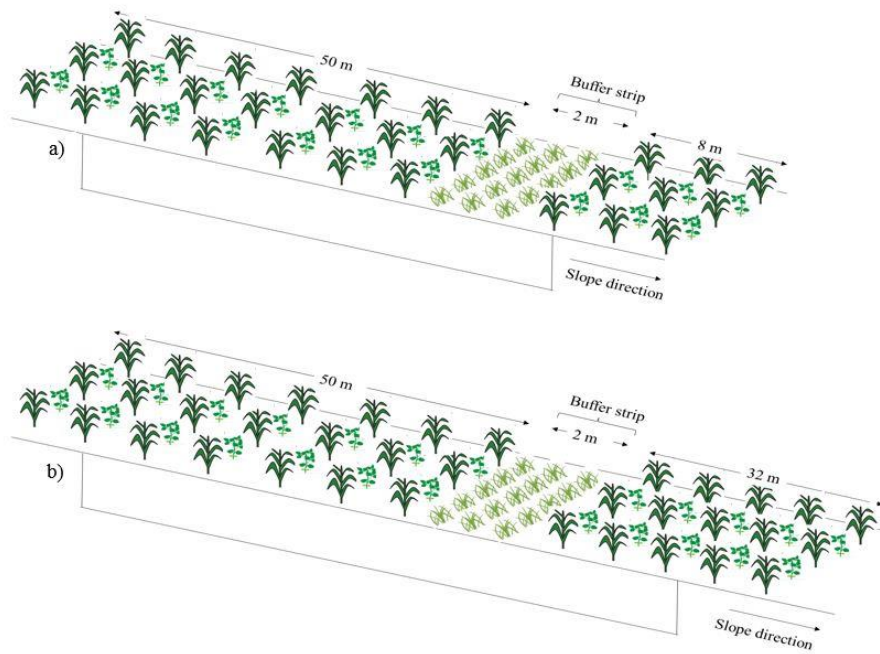 50 m
Buffer strip
2 m
8 m
a)
Slope direction
50 m
Buffer strip
2 m
32 m
b)
Slope direction